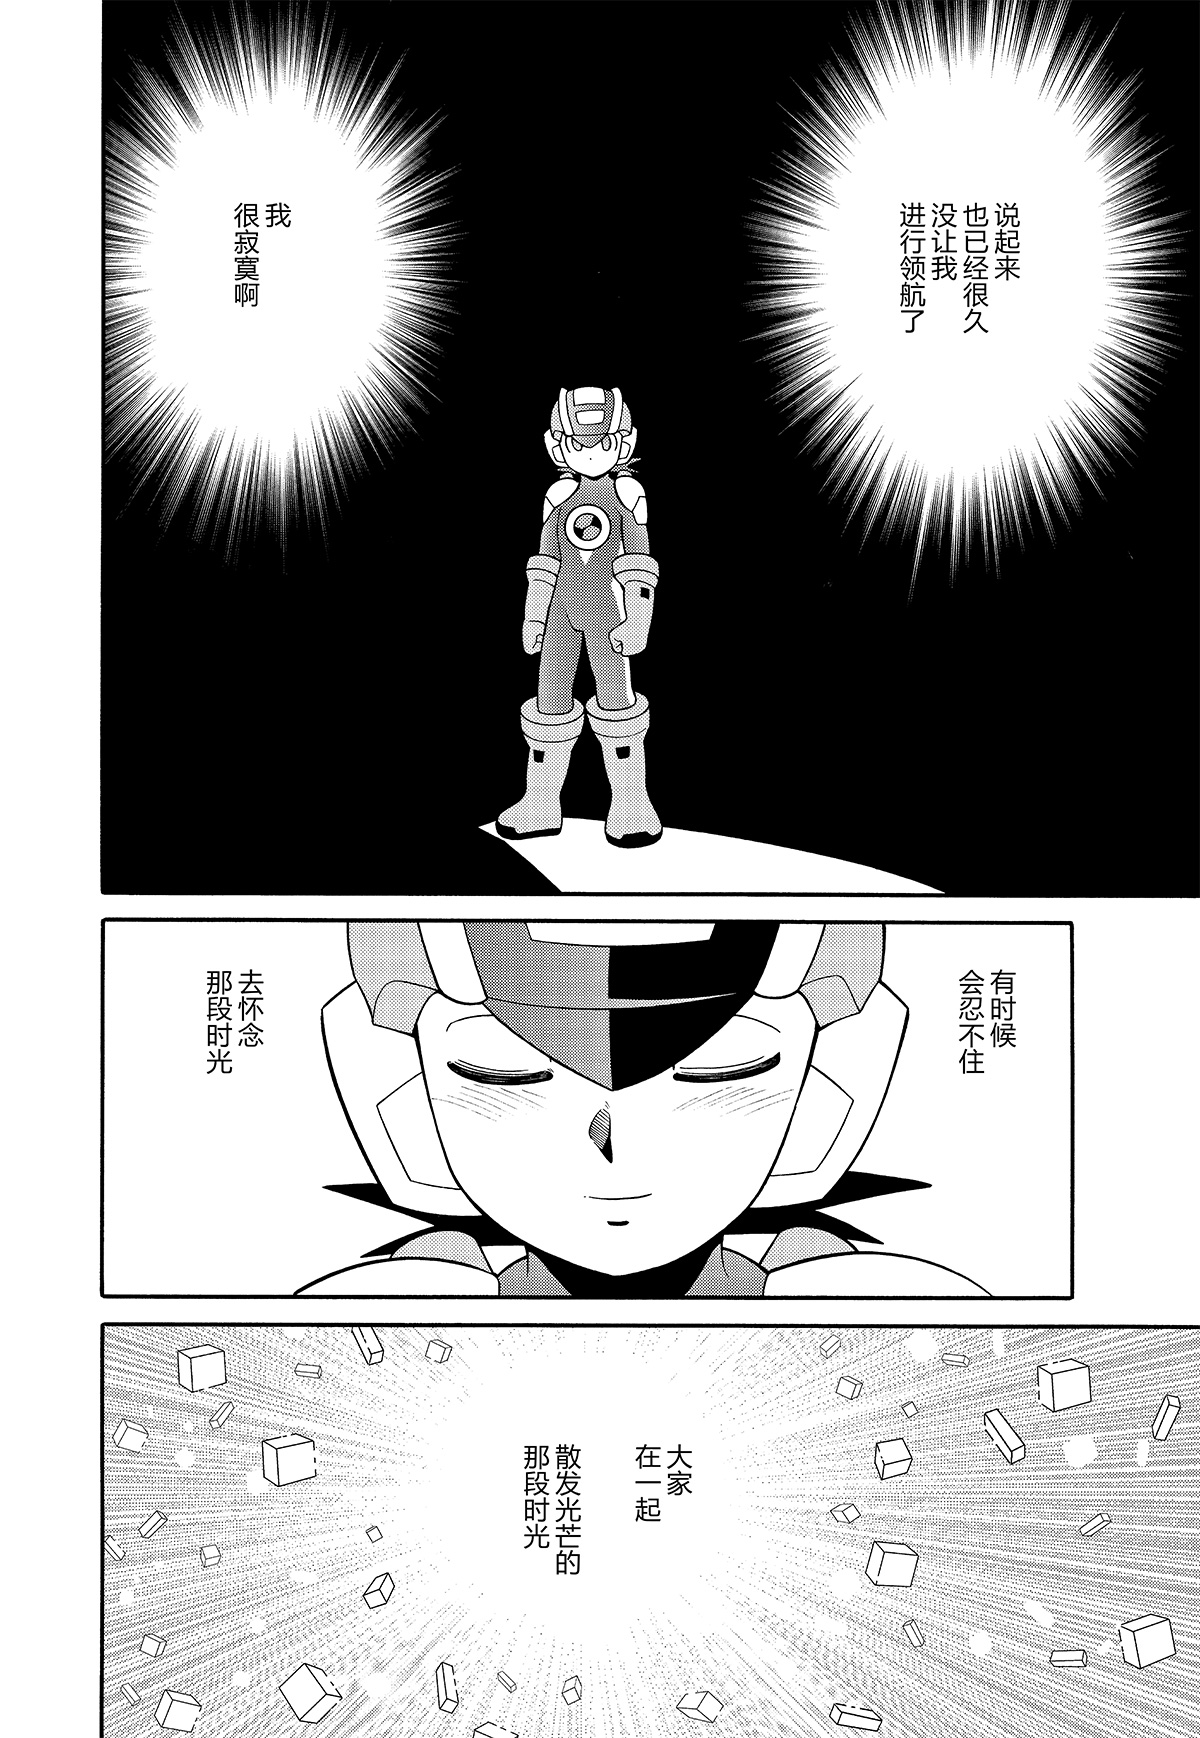 说起来
也已经很久
没让我
进行领航了
我
很寂寞啊
有时候
会忍不住
去怀念
那段时光
大家
在一起
散发光芒的
那段时光